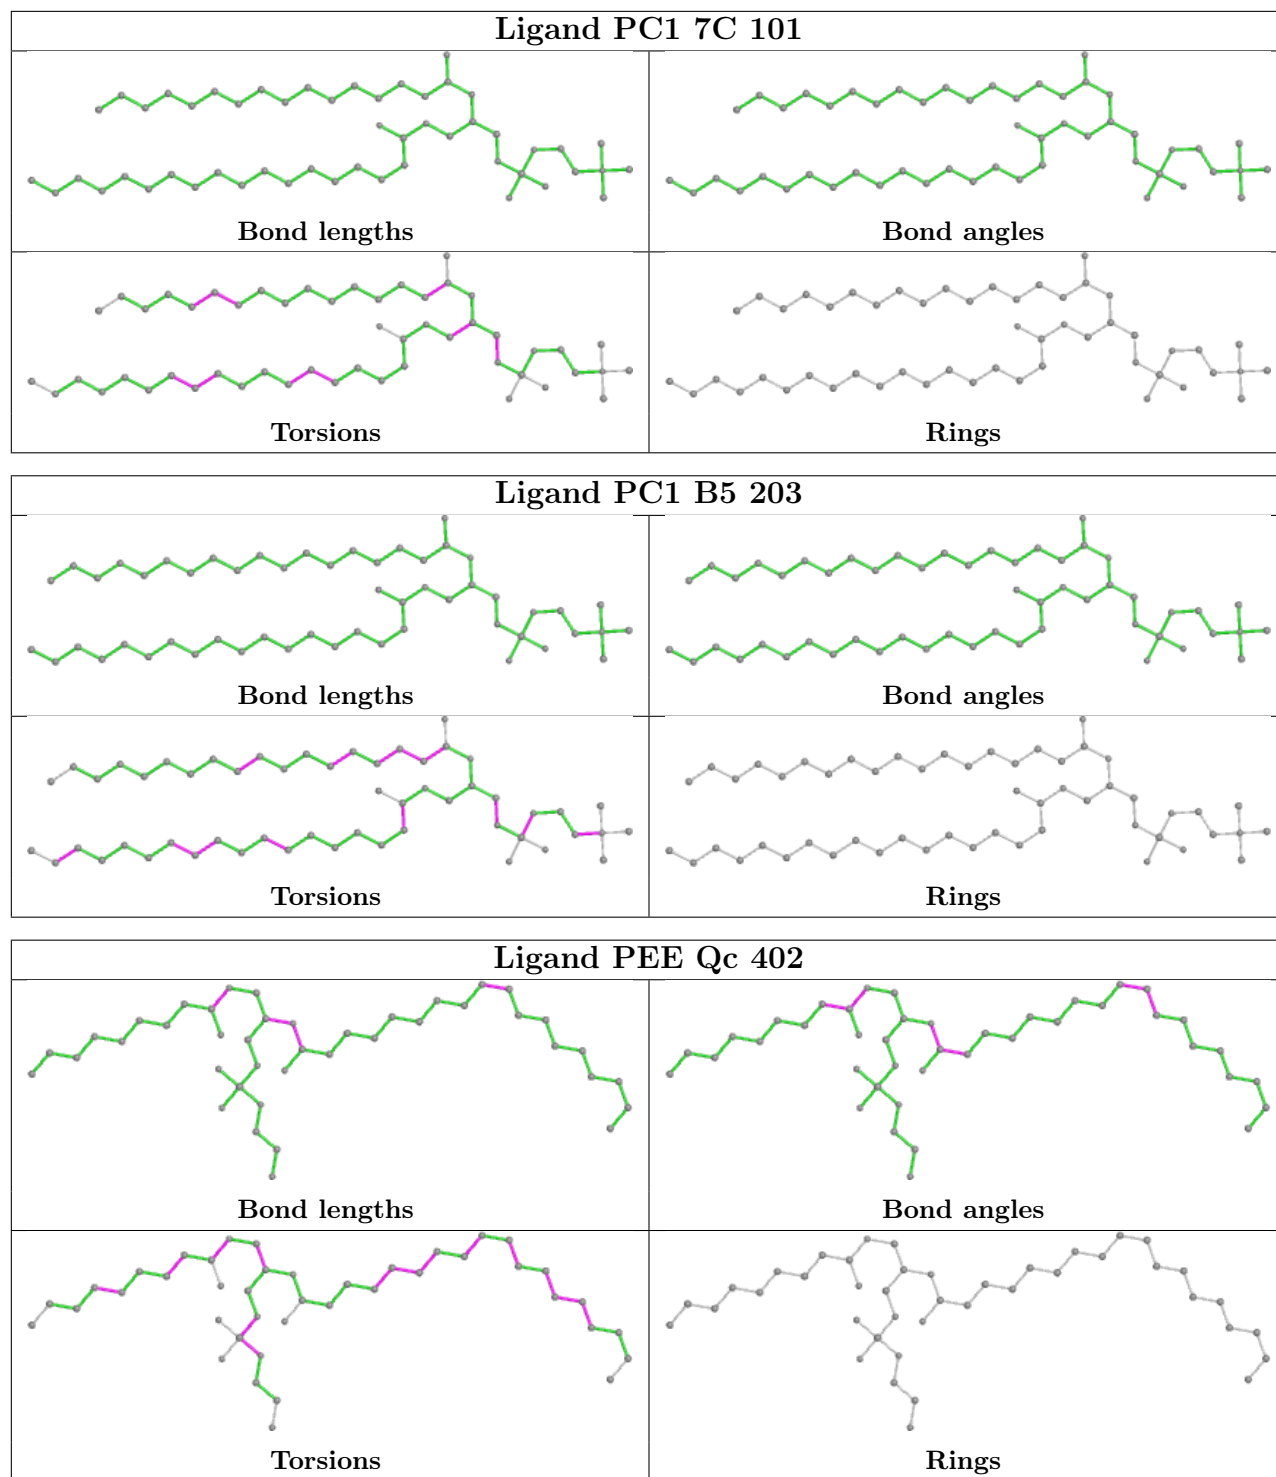 Ligand PC1 7C 101
Bond lengths
Bond angles
Torsions
Rings
Ligand PC1 B5 203
Bond lengths
Bond angles
Torsions
Rings
Ligand PEE Qc 402
Bond lengths
Bond angles
Torsions
Rings